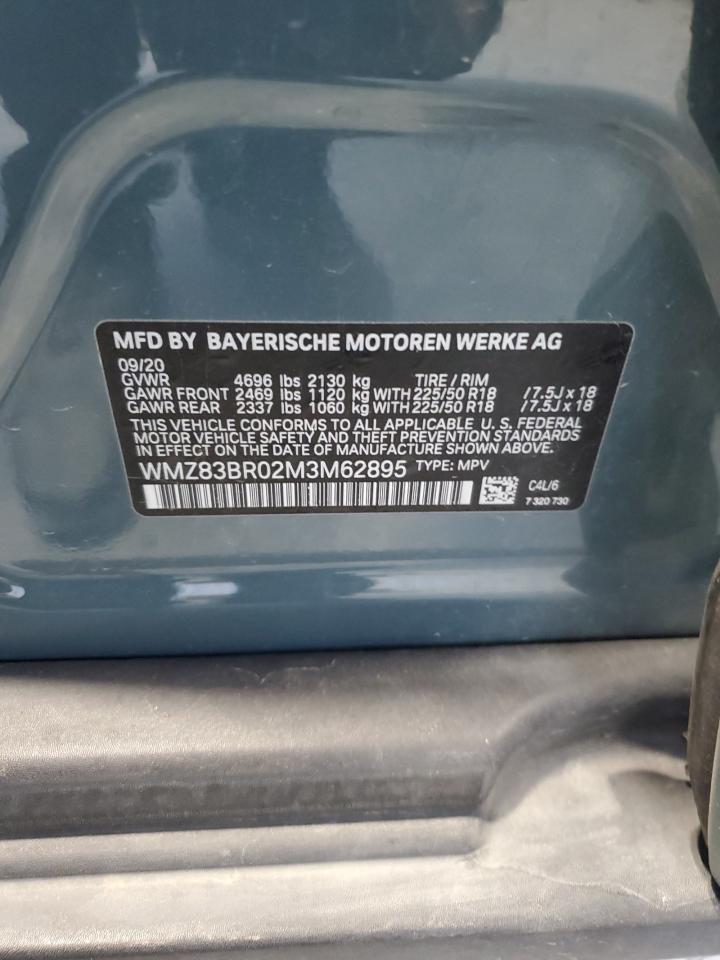 MFD BY BAYERISCHE MOTOREN WERKE AG
09/20
GVWR 4696 lbs 2130 kg TIRE / RIM
GAWR FRONT 2469 lbs 1120 kg WITH 225/50 R18 /7.5J x 18
GAWR REAR 2337 lbs 1060 kg WITH 225/50 R18 /7.5J x 18
THIS VEHICLE CONFORMS TO ALL APPLICABLE U. S. FEDERAL
MOTOR VEHICLE SAFETY AND THEFT PREVENTION STANDARDS
IN EFFECT ON THE DATE OF MANUFACTURE SHOWN ABOVE.
WMZ83BR02M3M62895 TYPE: MPV
C4L/6
7 320 730